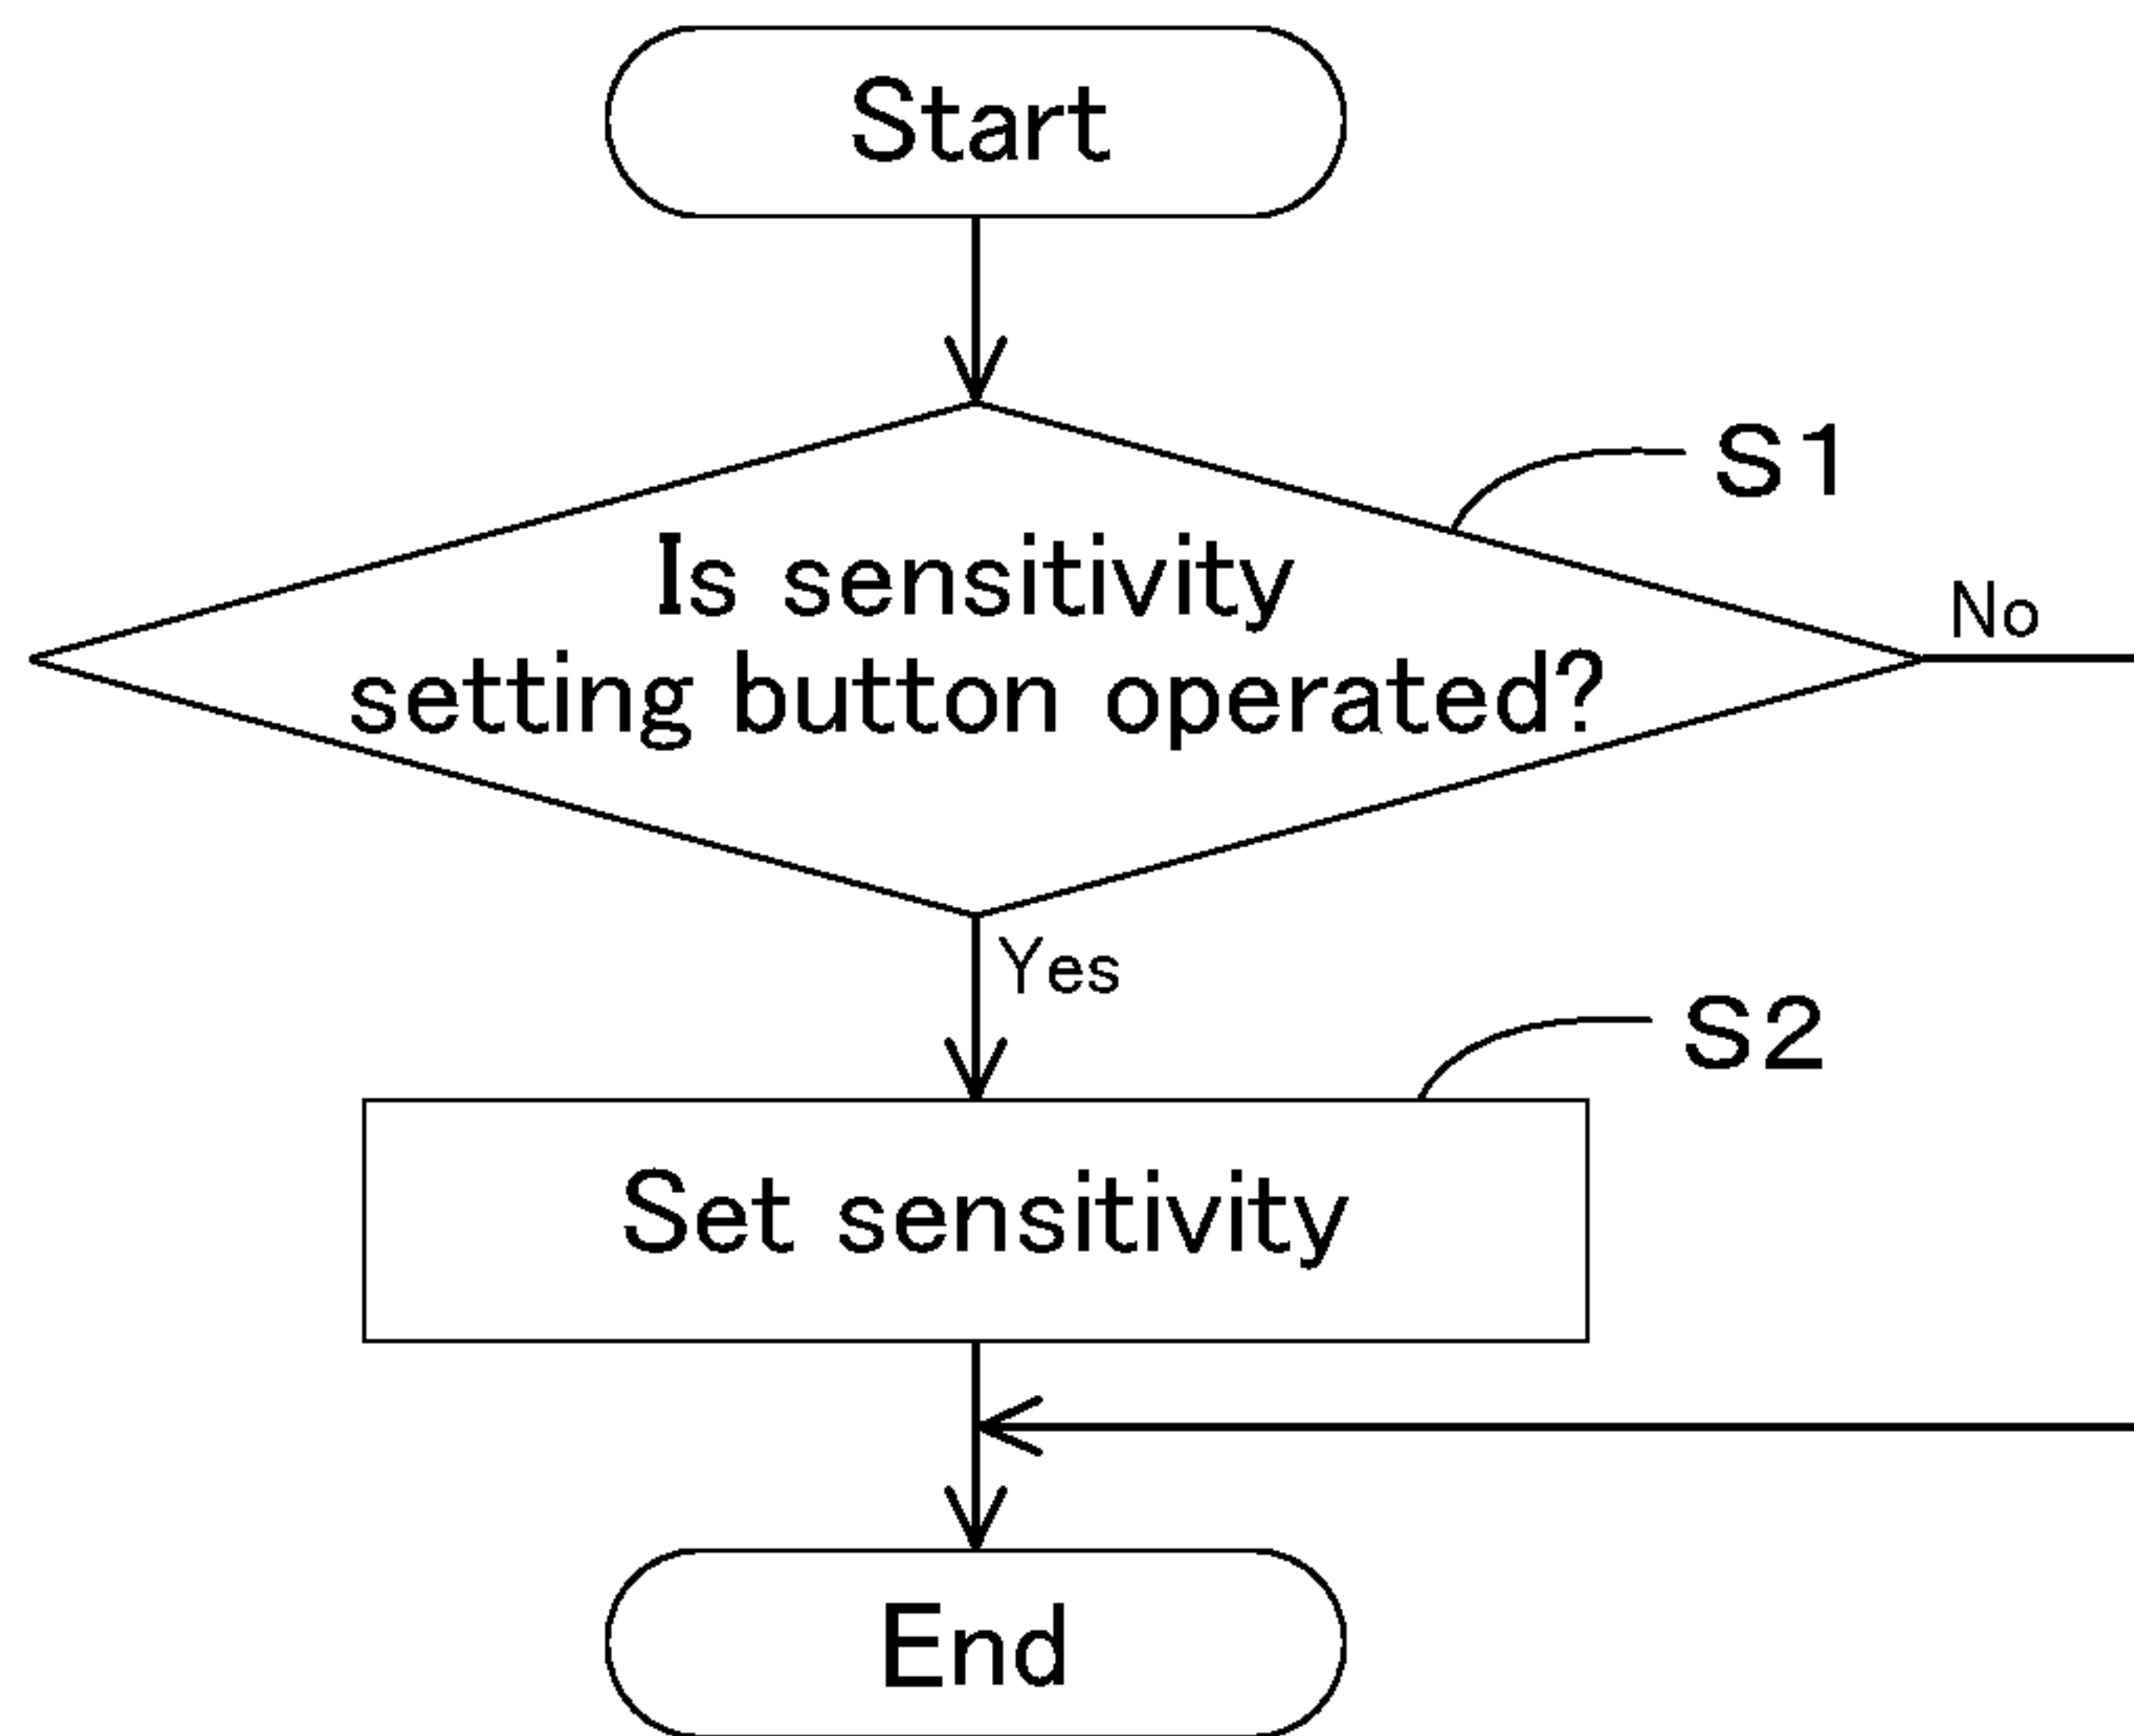 Start
S1
Is sensitivity
setting button operated?
No
Yes
S2
Set sensitivity
End